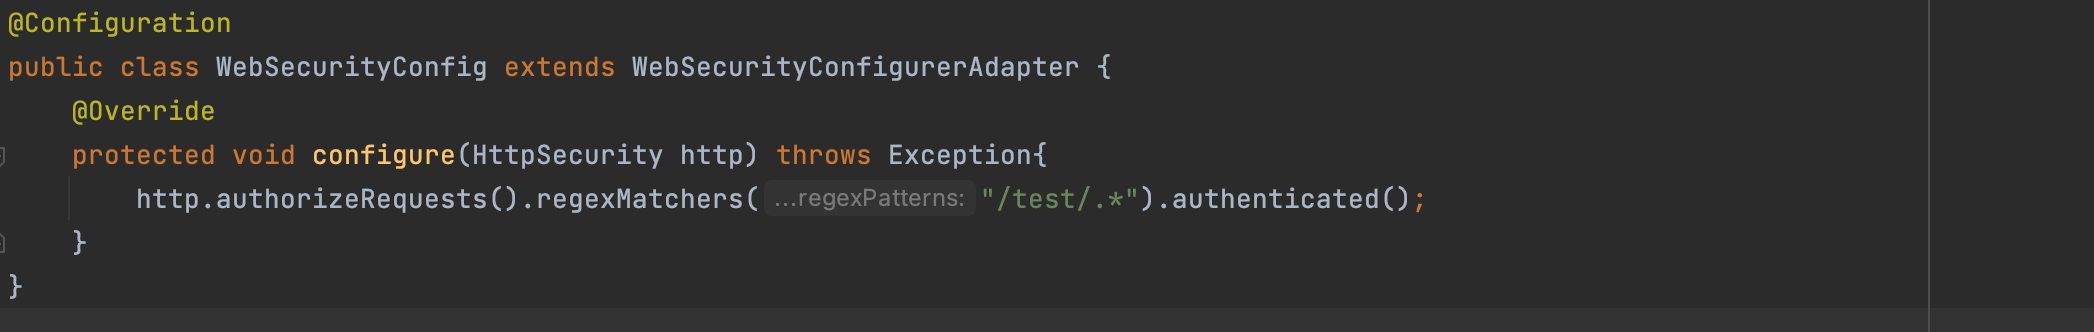 @Configuration
public class WebSecurityConfig extends WebSecurityConfigurerAdapter {
@Override
protected void configure(HttpSecurity http) throws Exception{
http.authorizeRequests().regexMatchers( ...regexPatterns: "/test/.*").authenticated();
}
}